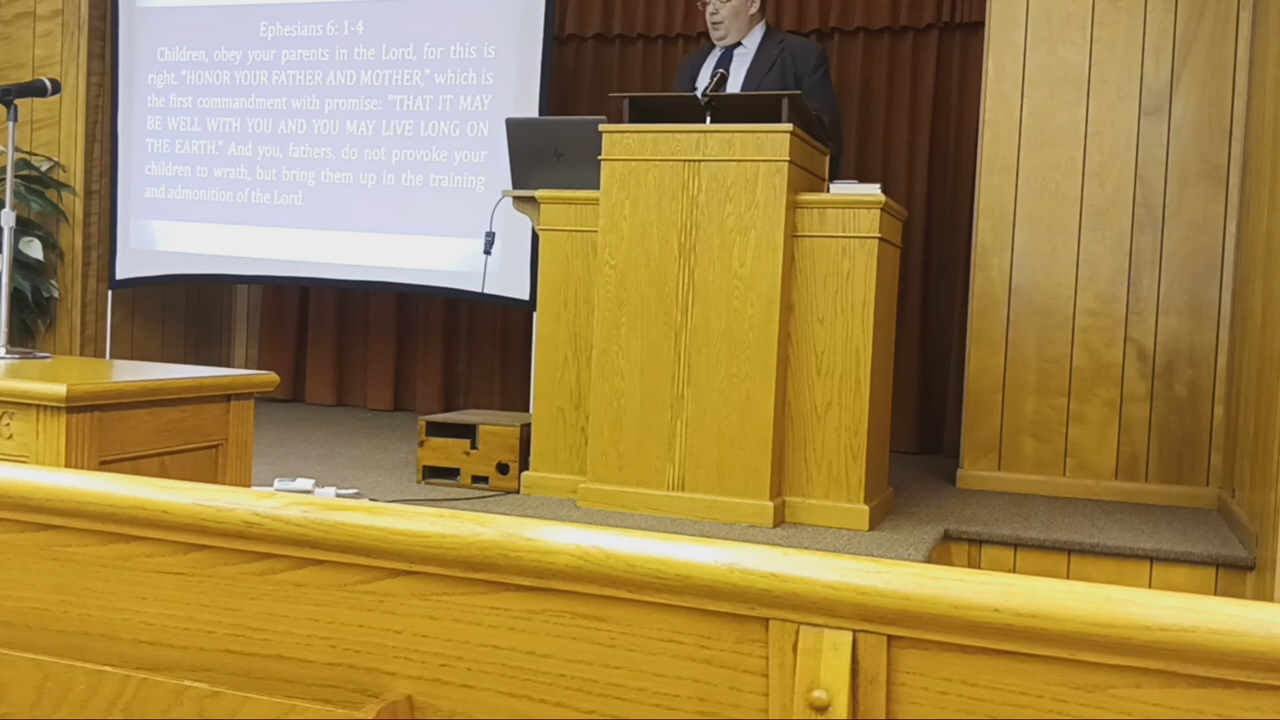 Ephesians 6: 1-4
Children, obey your parents in the Lord, for this is
right. "HONOR YOUR FATHER AND MOTHER," which is
the first commandment with promise: "THAT IT MAY
BE WELL WITH YOU AND YOU MAY LIVE LONG ON
THE EARTH." And you, fathers, do not provoke your
children to wrath, but bring them up in the training
and admonition of the Lord.
hp